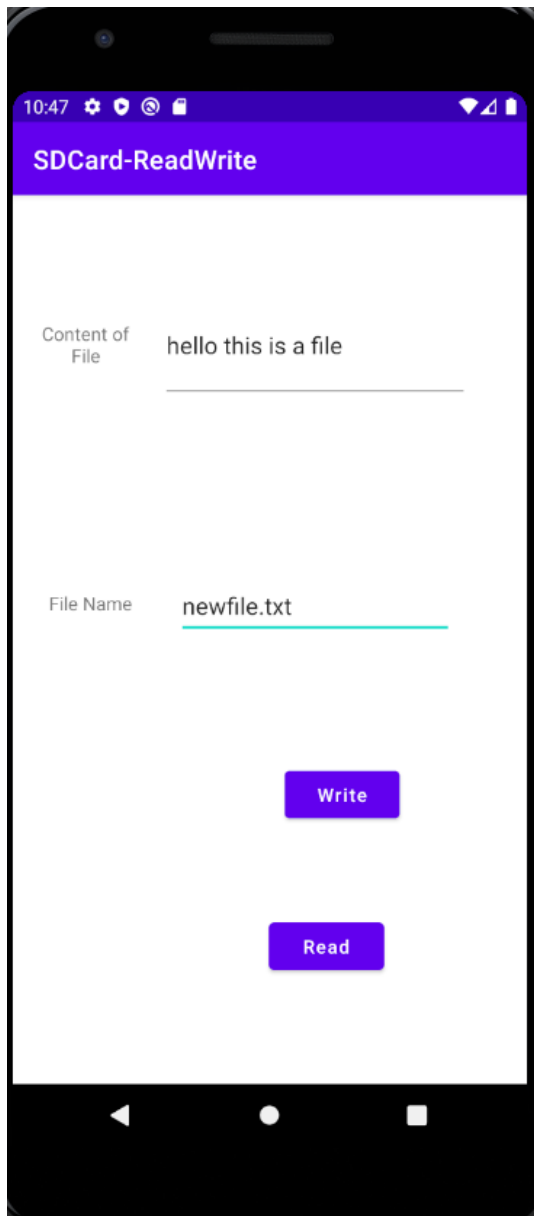 10:47
SDCard-ReadWrite
Content of
File
hello this is a file
File Name
newfile.txt
Write
Read